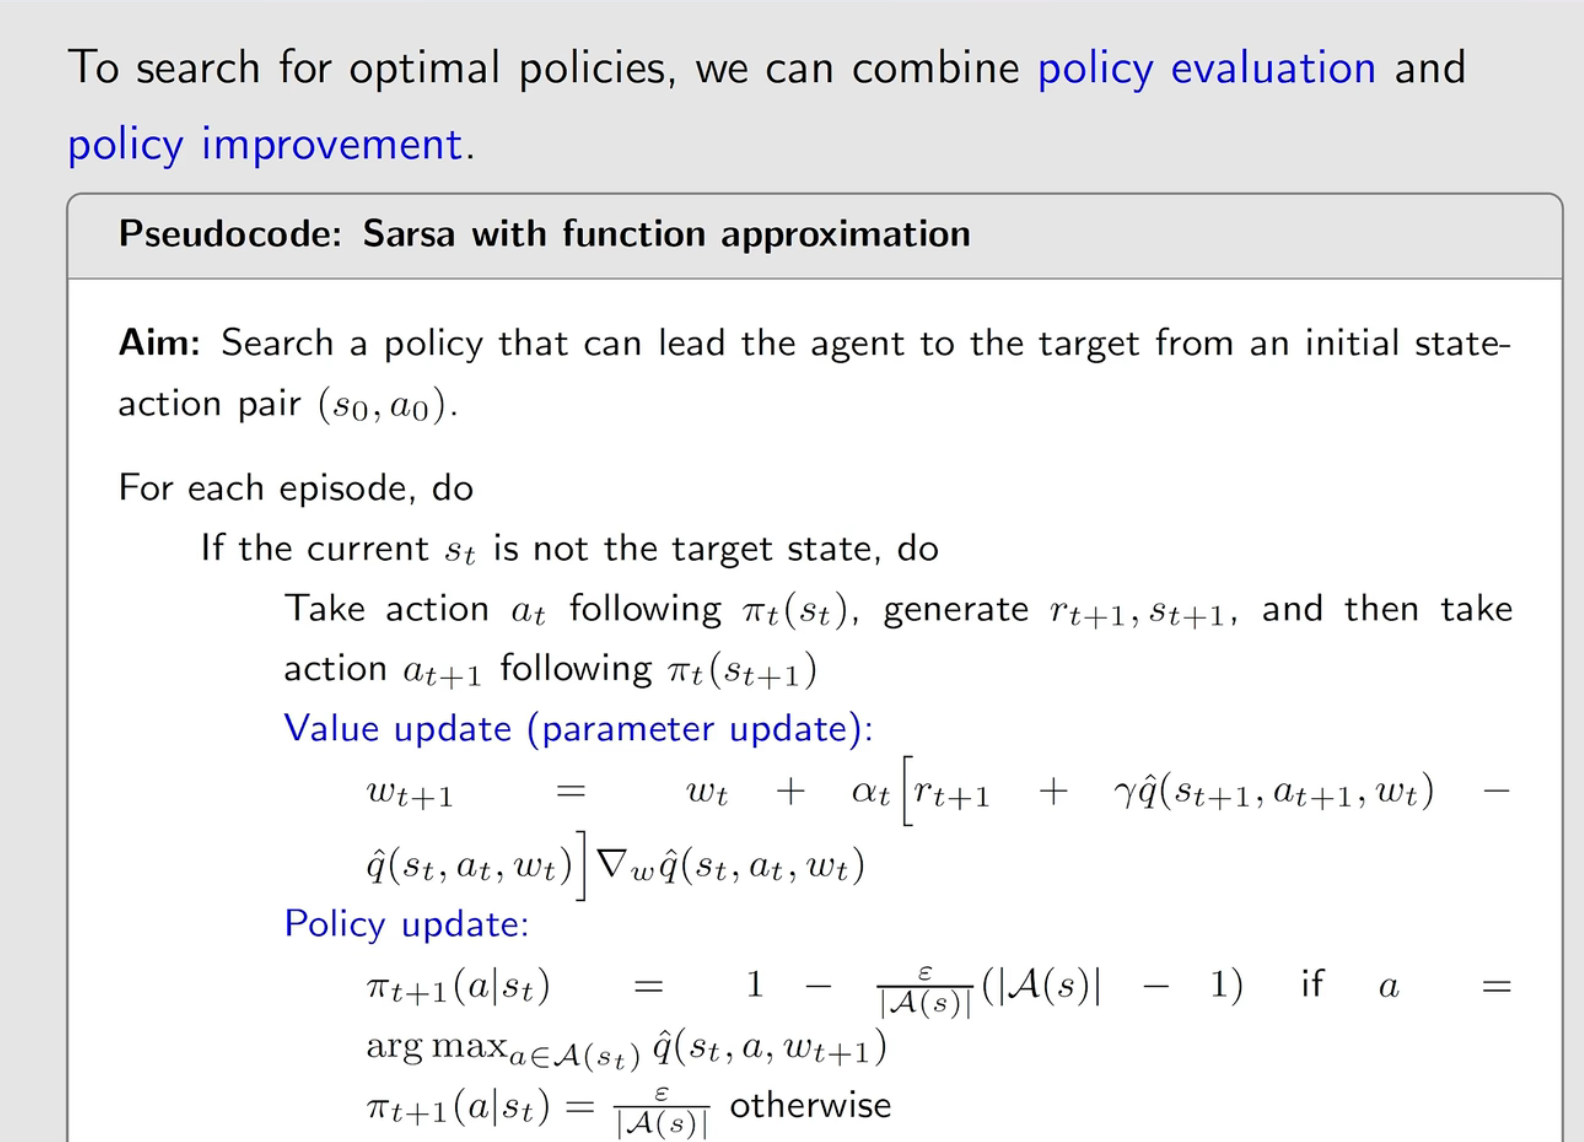 To search for optimal policies, we can combine policy evaluation and
policy improvement.
Pseudocode: Sarsa with function approximation
Aim: Search a policy that can lead the agent to the target from an initial state-
action pair (s₀, a₀).
For each episode, do
If the current sₜ is not the target state, do
Take action aₜ following πₜ(sₜ), generate rₜ₊₁, sₜ₊₁, and then take
action aₜ₊₁ following πₜ(sₜ₊₁)
Value update (parameter update):
wₜ₊₁ = wₜ + αₜ[rₜ₊₁ + γq̂(sₜ₊₁, aₜ₊₁, wₜ) −
q̂(sₜ, aₜ, wₜ)]∇_w q̂(sₜ, aₜ, wₜ)
Policy update:
πₜ₊₁(a|sₜ) = 1 − ε/|𝒜(s)| (|𝒜(s)| − 1) if a =
arg max_{a∈𝒜(sₜ)} q̂(sₜ, a, wₜ₊₁)
πₜ₊₁(a|sₜ) = ε/|𝒜(s)| otherwise